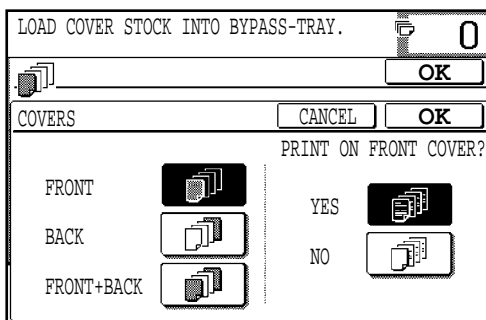 LOAD COVER STOCK INTO BYPASS-TRAY.
0
OK
COVERS
CANCEL
OK
PRINT ON FRONT COVER?
FRONT
YES
BACK
NO
FRONT+BACK